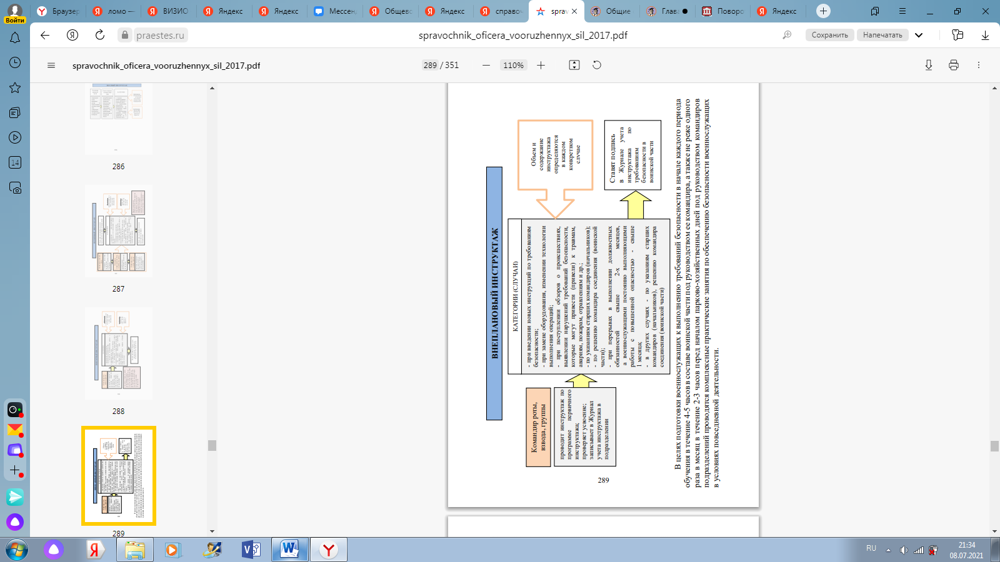 Браузер
ломо —
ВИЗИО
Яндекс
Яндекс
Мессен
Общево
Яндекс
справоч
sprav
Общие
Глава
Поворо
Яндекс
Войти
praestes.ru
spravochnik_oficera_vooruzhennyx_sil_2017.pdf
Сохранить
Напечатать
spravochnik_oficera_vooruzhennyx_sil_2017.pdf
289 / 351
110%
14
286
287
288
289
ВНЕПЛАНОВЫЙ ИНСТРУКТАЖ
Командир роты,
взвода, группы
проводит инструктаж по
программе первичного
инструктажа;
проверяет усвоение;
записывает в Журнал
учета инструктажа в
подразделении
КАТЕГОРИИ (СЛУЧАИ)
- при введении новых инструкций по требованиям
безопасности;
- при замене оборудования, изменении технологии
выполнения операций;
- при поступлении обзоров о происшествиях,
выявлении нарушений требований безопасности,
которые могут привести (привели) к травмам,
авариям, пожарам, отравлениям и др.;
- по указаниям старших командиров (начальников);
- по решению командира соединения (воинской
части);
- при перерывах в выполнении должностных
обязанностей свыше 2-х месяцев,
а военнослужащими постоянно выполняющими
работы с повышенной опасностью - свыше
1 месяца;
- в других случаях - по указаниям старших
командиров (начальников), решению командира
соединения (воинской части)
Объем и
содержание
инструктажа
определяются
в каждом
конкретном
случае
Ставят подпись
в Журнале учета
инструктажа по
требованиям
безопасности в
воинской части
В целях подготовки военнослужащих к выполнению требований безопасности в начале каждого периода
обучения в течение 4-5 часов в составе воинской части под руководством ее командира, а также не реже одного
раза в месяц в течение 2-3 часов перед началом парково-хозяйственных дней под руководством командиров
подразделений проводятся комплексные практические занятия по обеспечению безопасности военнослужащих
в условиях повседневной деятельности.
289
RU
21:34
08.07.2021